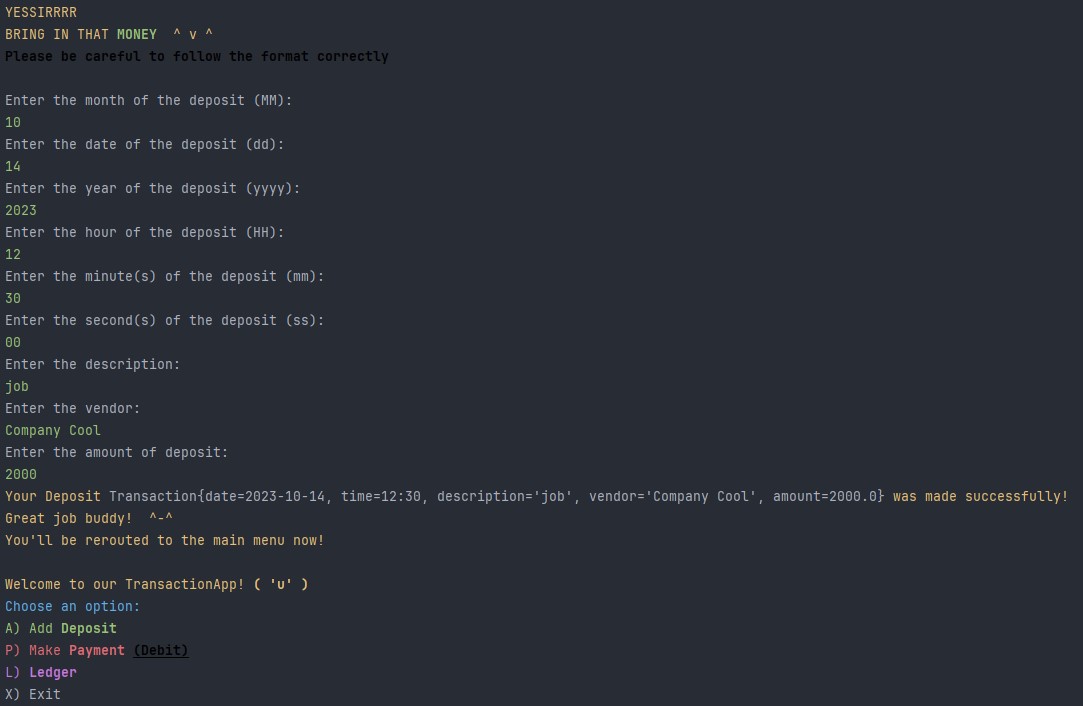 YESSIRRRR
BRING IN THAT MONEY  ^ v ^
Please be careful to follow the format correctly
Enter the month of the deposit (MM):
10
Enter the date of the deposit (dd):
14
Enter the year of the deposit (yyyy):
2023
Enter the hour of the deposit (HH):
12
Enter the minute(s) of the deposit (mm):
30
Enter the second(s) of the deposit (ss):
00
Enter the description:
job
Enter the vendor:
Company Cool
Enter the amount of deposit:
2000
Your Deposit Transaction{date=2023-10-14, time=12:30, description='job', vendor='Company Cool', amount=2000.0} was made successfully!
Great job buddy!  ^-^
You'll be rerouted to the main menu now!
Welcome to our TransactionApp! ( 'u' )
Choose an option:
A) Add Deposit
P) Make Payment (Debit)
L) Ledger
X) Exit